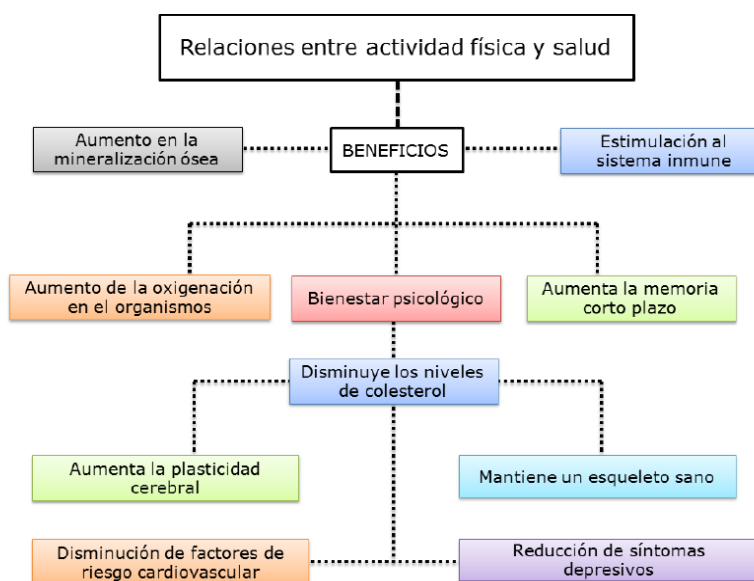 Relaciones entre actividad física y salud
Aumento en la
mineralización ósea
BENEFICIOS
Estimulación al
sistema inmune
Aumento de la oxigenación
en el organismos
Bienestar psicológico
Aumenta la memoria
corto plazo
Disminuye los niveles
de colesterol
Aumenta la plasticidad
cerebral
Mantiene un esqueleto sano
Disminución de factores de
riesgo cardiovascular
Reducción de síntomas
depresivos